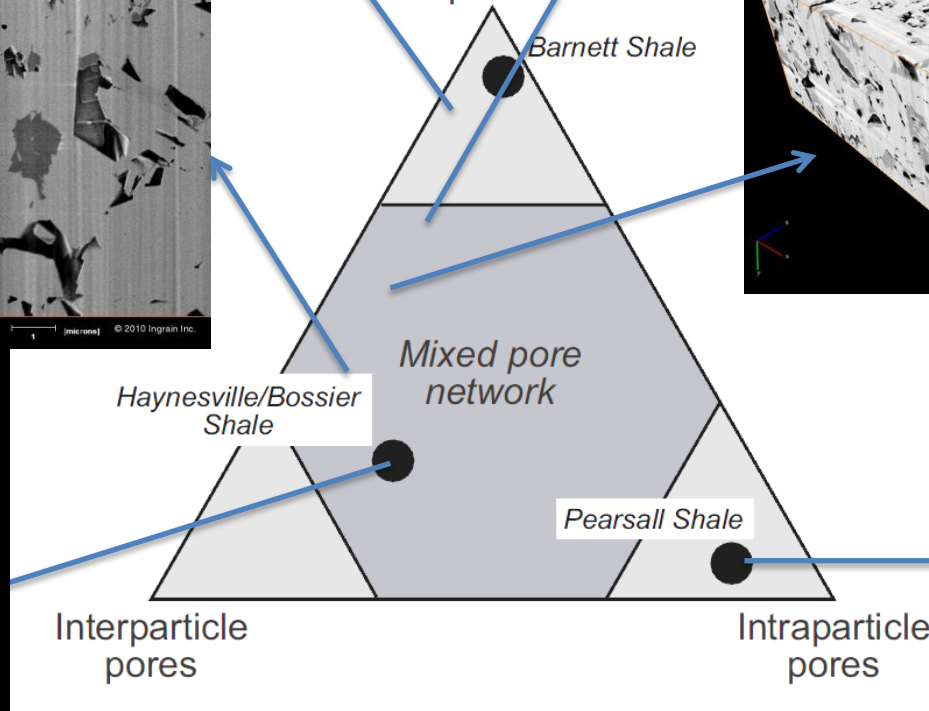 Barnett Shale
1
[microns]
© 2010 Ingrain Inc.
Mixed pore
network
Haynesville/Bossier
Shale
Pearsall Shale
Interparticle
pores
Intraparticle
pores